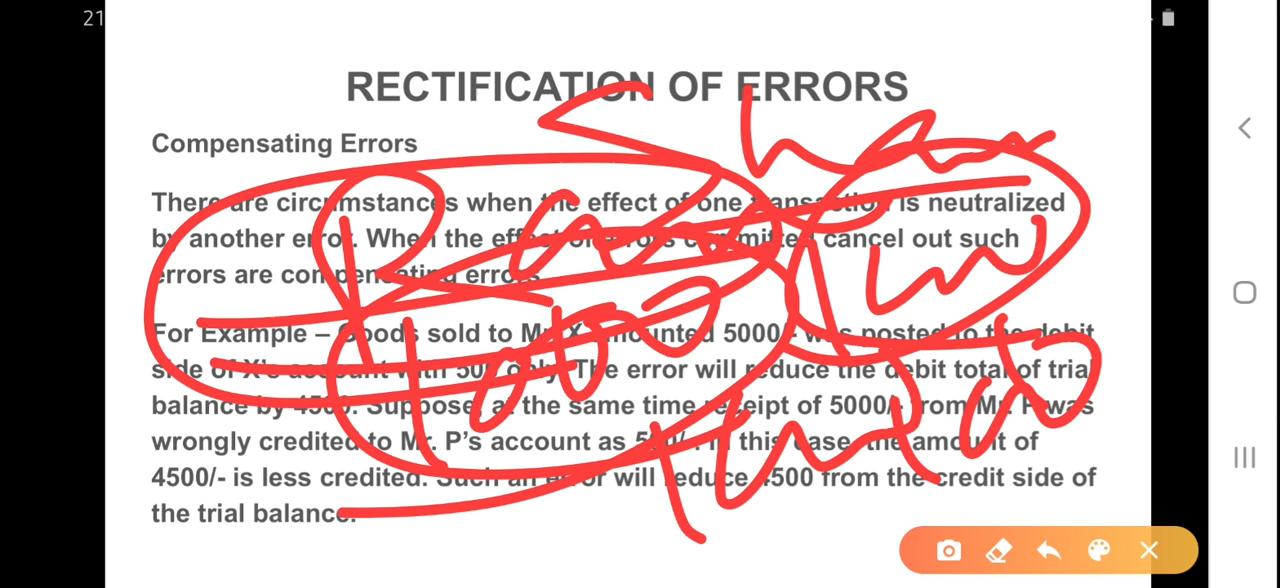 21
RECTIFICATION OF ERRORS
Compensating Errors
There are circumstances when the effect of one transaction is neutralized
by another error. When the effect of errors committed cancel out such
errors are compensating errors.
For Example – Goods sold to Mr. X amounted 5000/- was posted to the debit
side of X's account with 500 only. The error will reduce the debit total of trial
balance by 4500. Suppose, at the same time receipt of 5000/- from Mr. P was
wrongly credited to Mr. P's account as 500/-. In this case, the amount of
4500/- is less credited. Such an error will reduce 4500 from the credit side of
the trial balance.